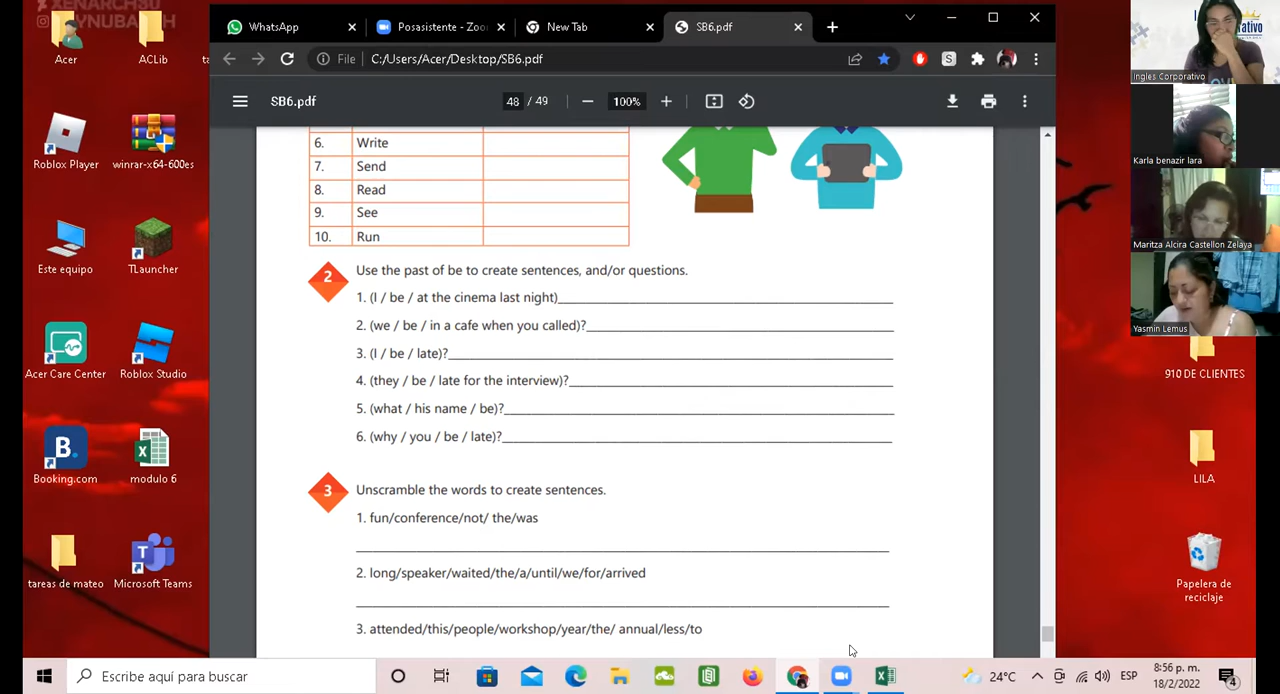 XENARCH30
WhatsApp
Posasistente - Zoo
New Tab
SB6.pdf
File
C:/Users/Acer/Desktop/SB6.pdf
SB6.pdf
48 / 49
100%
6. Write
7. Send
8. Read
9. See
10. Run
2 Use the past of be to create sentences, and/or questions.
1. (I / be / at the cinema last night)
2. (we / be / in a cafe when you called)?
3. (I / be / late)?
4. (they / be / late for the interview)?
5. (what / his name / be)?
6. (why / you / be / late)?
3 Unscramble the words to create sentences.
1. fun/conference/not/ the/was
2. long/speaker/waited/the/a/until/we/for/arrived
3. attended/this/people/workshop/year/the/ annual/less/to
Acer
ACLib
Roblox Player
winrar-x64-600es
Este equipo
TLauncher
Acer Care Center
Roblox Studio
Booking.com
modulo 6
tareas de mateo
Microsoft Teams
Ingles Corporativo
Karla benazir lara
Maritza Alcira Castellon Zelaya
Yasmin Lemus
910 DE CLIENTES
LILA
Papelera de
reciclaje
Escribe aquí para buscar
24°C
ESP
8:56 p. m.
18/2/2022
4